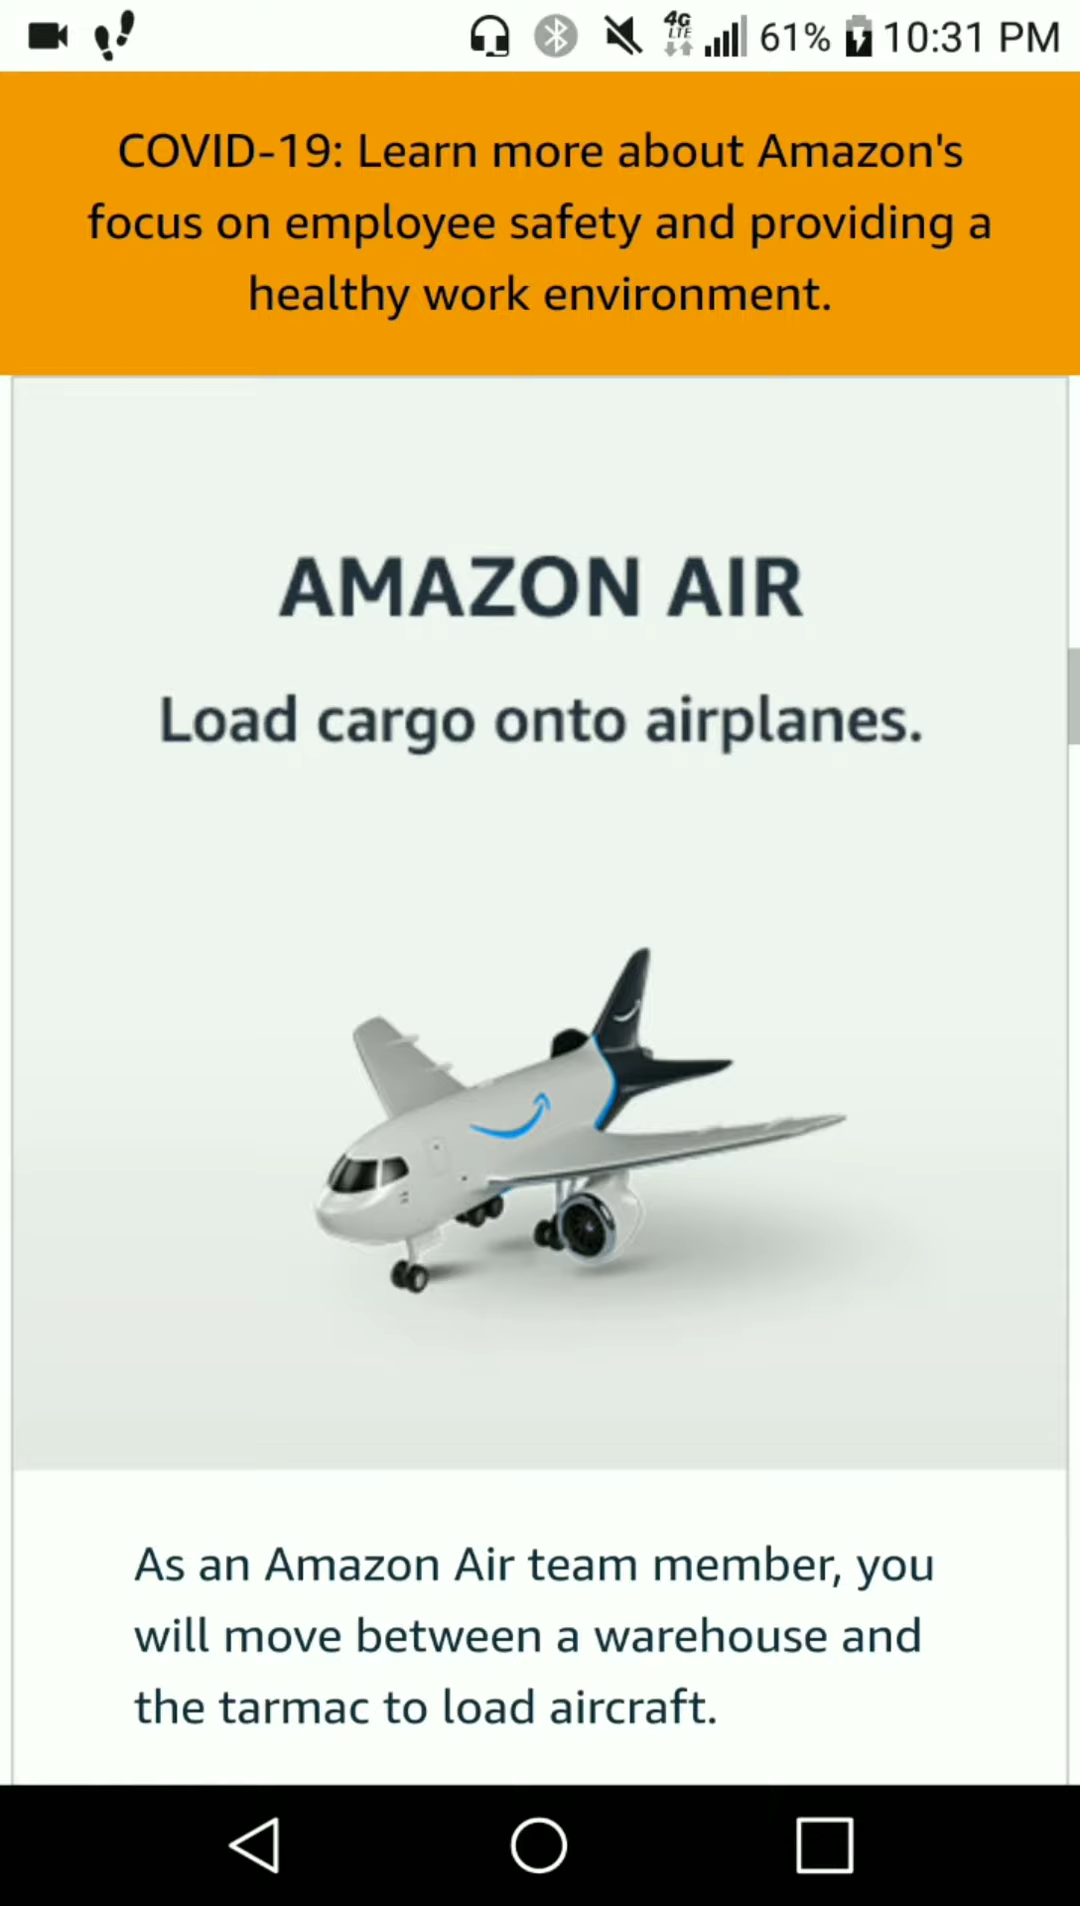 4G LTE 61% 10:31 PM
COVID-19: Learn more about Amazon's
focus on employee safety and providing a
healthy work environment.
AMAZON AIR
Load cargo onto airplanes.
As an Amazon Air team member, you
will move between a warehouse and
the tarmac to load aircraft.